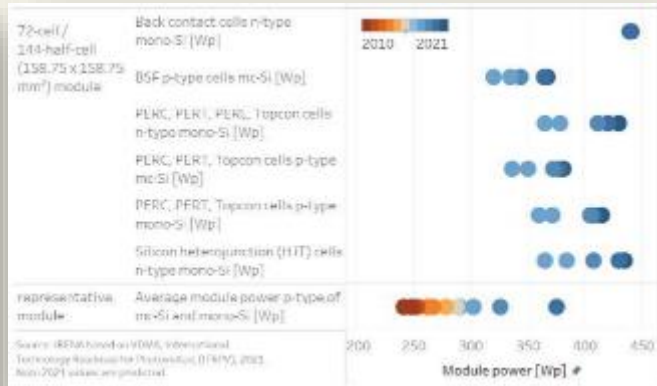 72-cell /
144-half-cell
(158.75 x 158.75
mm²) module
Back contact cells n-type
mono-Si [Wp]
2010 2021
BSF p-type cells mc-Si [Wp]
PERC, PERT, PERL, Topcon cells
n-type mono-Si [Wp]
PERC, PERT, Topcon cells p-type
mc-Si [Wp]
PERC, PERT, Topcon cells p-type
mono-Si [Wp]
Silicon heterojunction (HIT) cells
n-type mono-Si [Wp]
representative
module
Average module power p-type of
mc-Si and mono-Si [Wp]
Source: IRENA based on VDMA, International
Technology Roadmap for Photovoltaic (ITRPV), 2021.
Non-2021 values are predicted.
200 250 300 350 400 450
Module power [Wp]